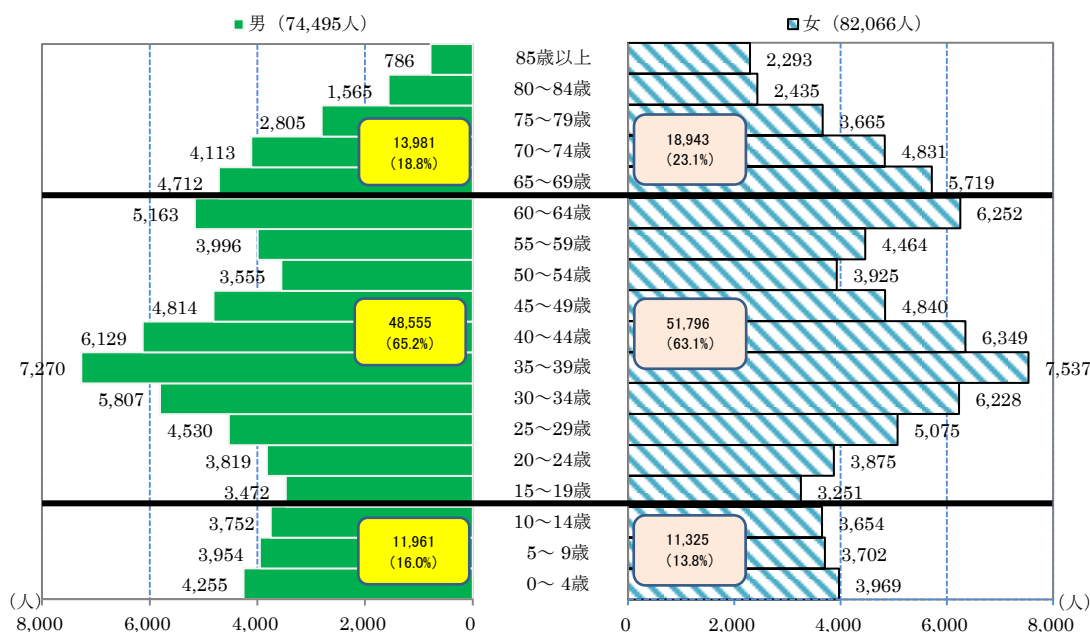 男（74,495人） 女（82,066人）
786 85歳以上 2,293
1,565 80～84歳 2,435
2,805 75～79歳 3,665
4,113 70～74歳 4,831
4,712 65～69歳 5,719
13,981
（18.8%）
18,943
（23.1%）
5,163 60～64歳 6,252
3,996 55～59歳 4,464
3,555 50～54歳 3,925
4,814 45～49歳 4,840
6,129 40～44歳 6,349
7,270 35～39歳 7,537
5,807 30～34歳 6,228
4,530 25～29歳 5,075
3,819 20～24歳 3,875
3,472 15～19歳 3,251
48,555
（65.2%）
51,796
（63.1%）
3,752 10～14歳 3,654
3,954 5～ 9歳 3,702
4,255 0～ 4歳 3,969
11,961
（16.0%）
11,325
（13.8%）
（人） （人）
8,000 6,000 4,000 2,000 0 0 2,000 4,000 6,000 8,000